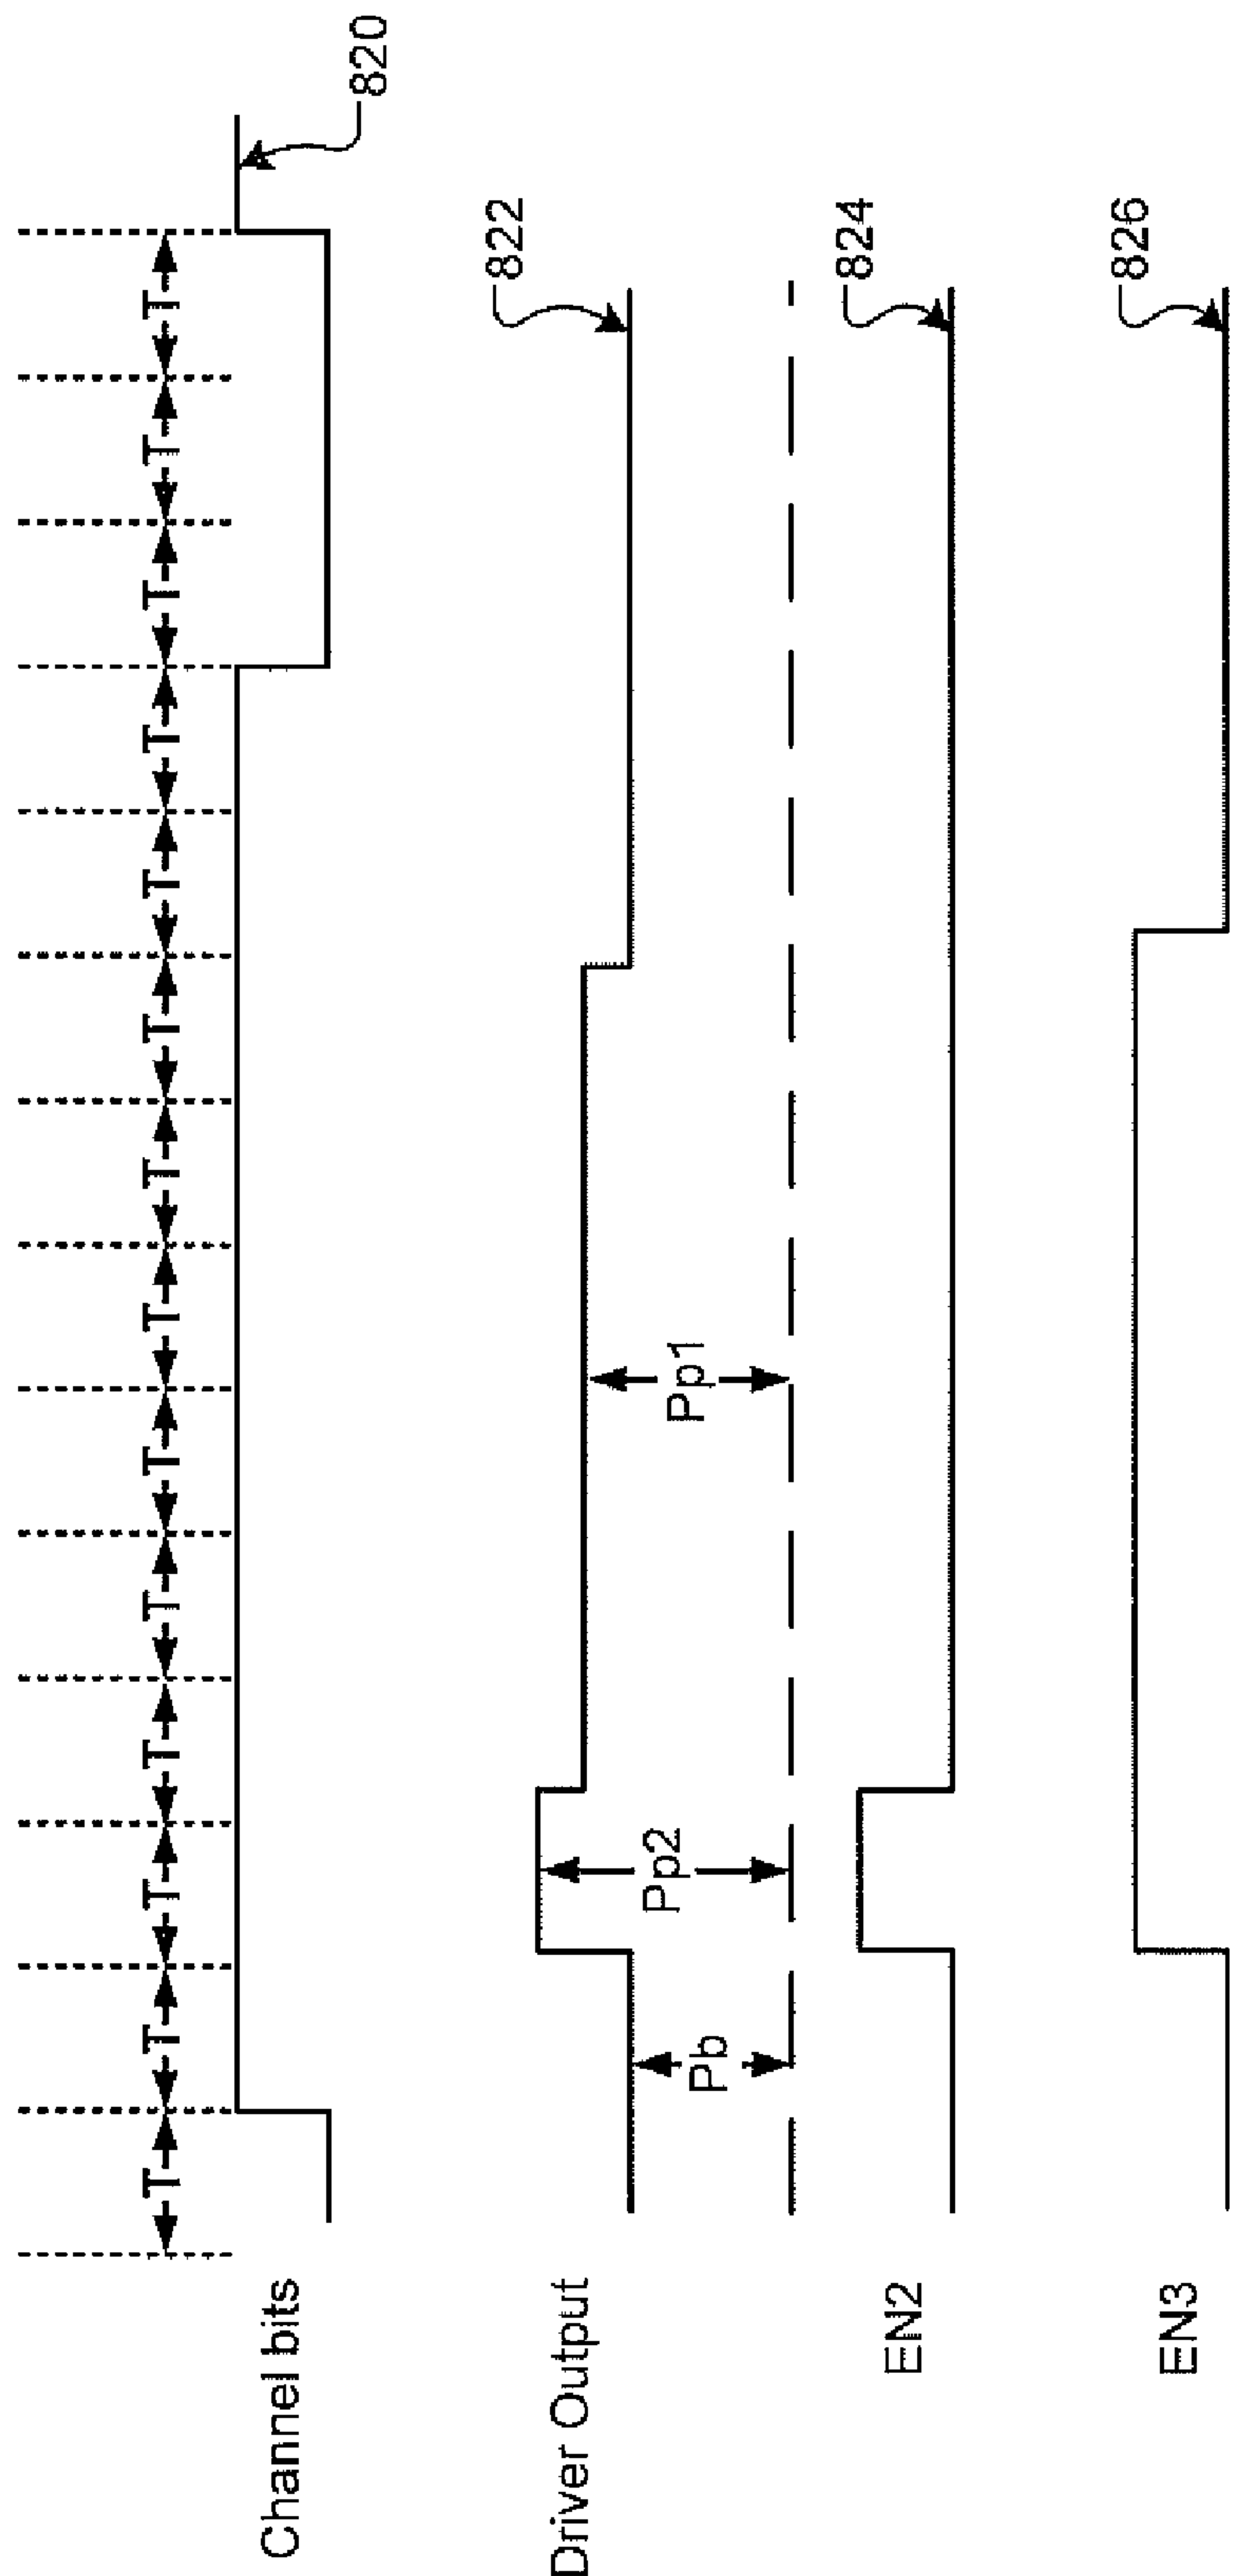 T T T T T T T T T T T T T T
Channel bits
820
822
Driver Output
Pb
Pp2
Pp1
824
EN2
826
EN3